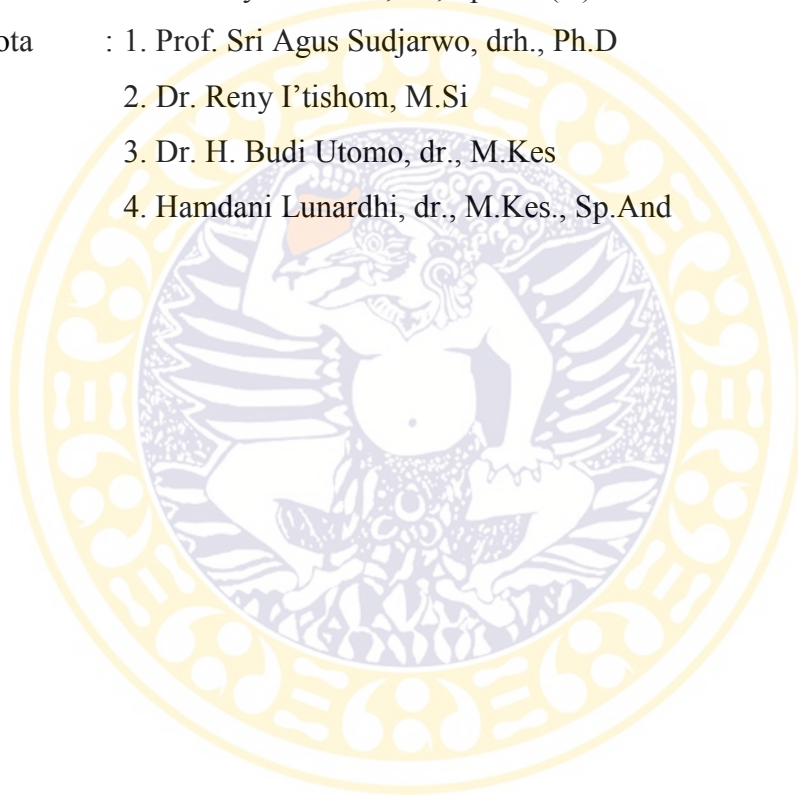 ota : 1. Prof. Sri Agus Sudjarwo, drh., Ph.D
2. Dr. Reny I’tishom, M.Si
3. Dr. H. Budi Utomo, dr., M.Kes
4. Hamdani Lunardhi, dr., M.Kes., Sp.And